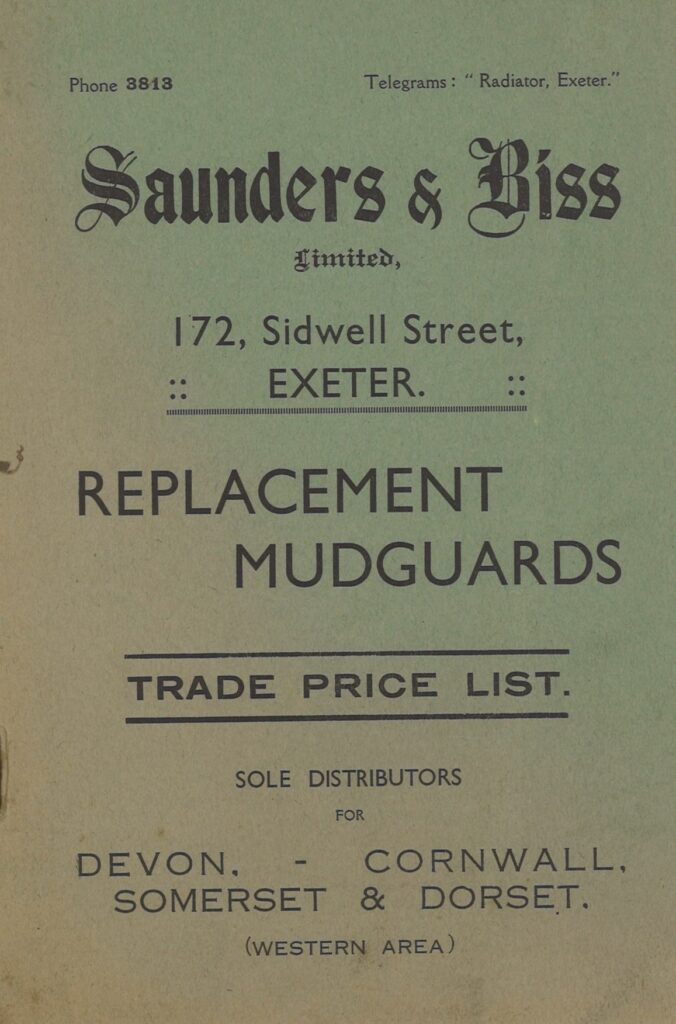 Phone 3813
Telegrams: " Radiator, Exeter."
Saunders & Biss
Limited,
172, Sidwell Street,
:: EXETER. ::
REPLACEMENT
MUDGUARDS
TRADE PRICE LIST.
SOLE DISTRIBUTORS
FOR
DEVON, - CORNWALL,
SOMERSET & DORSET.
(WESTERN AREA)